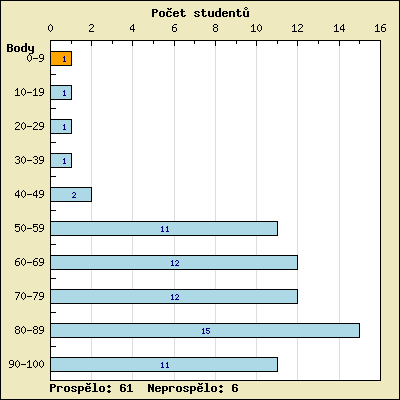 Počet studentů
0 2 4 6 8 10 12 14 16
Body
0-9 1
10-19 1
20-29 1
30-39 1
40-49 2
50-59 11
60-69 12
70-79 12
80-89 15
90-100 11
Prospělo: 61 Neprospělo: 6